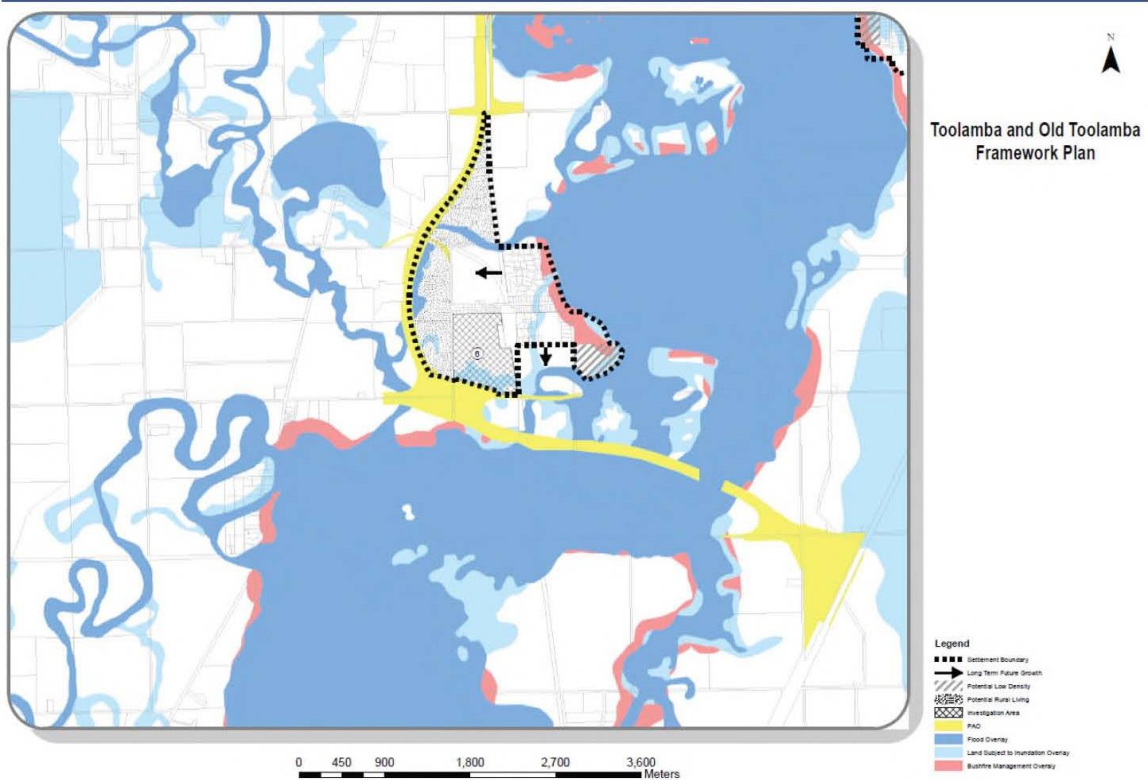 N
Toolamba and Old Toolamba
Framework Plan
Legend
Settlement Boundary
Long Term Future Growth
Potential Low Density
Potential Rural Living
Investigation Area
PAO
Flood Overlay
Land Subject to Inundation Overlay
Bushfire Management Overlay
0 450 900 1,800 2,700 3,600
Meters